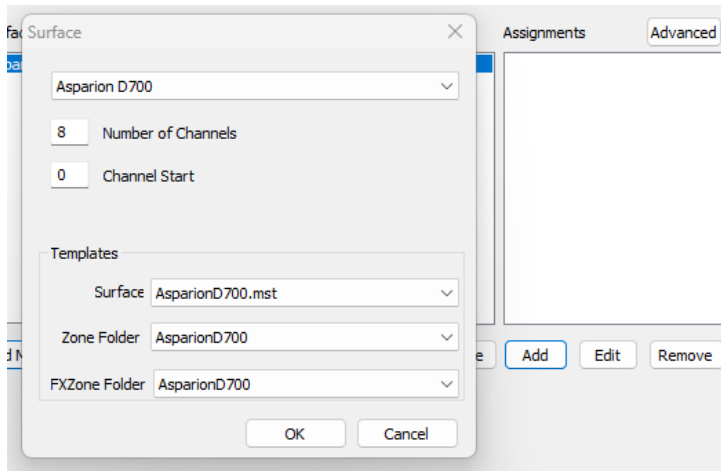 Surface
Assignments
Advanced
Asparion D700
8 Number of Channels
0 Channel Start
Templates
Surface AsparionD700.mst
Zone Folder AsparionD700
FXZone Folder AsparionD700
Add Edit Remove
OK Cancel